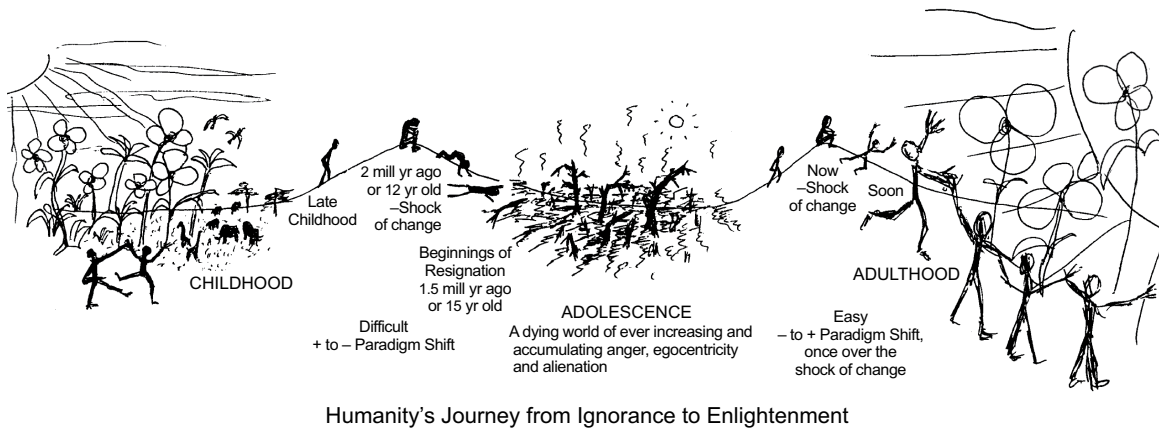 CHILDHOOD
Late
Childhood
2 mill yr ago
or 12 yr old
–Shock
of change
Beginnings of
Resignation
1.5 mill yr ago
or 15 yr old
Difficult
+ to – Paradigm Shift
ADOLESCENCE
A dying world of ever increasing and
accumulating anger, egocentricity
and alienation
Now
–Shock
of change
Soon
ADULTHOOD
Easy
– to + Paradigm Shift,
once over the
shock of change
Humanity’s Journey from Ignorance to Enlightenment